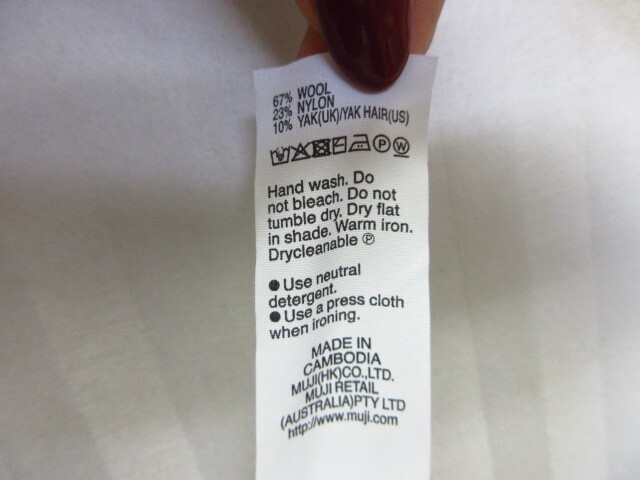 67% WOOL
23% NYLON
10% YAK(UK)/YAK HAIR(US)
P W
Hand wash. Do
not bleach. Do not
tumble dry. Dry flat
in shade. Warm iron.
Drycleanable Ⓟ
● Use neutral
detergent.
● Use a press cloth
when ironing.
MADE IN
CAMBODIA
MUJI(HK)CO.,LTD.
MUJI RETAIL
(AUSTRALIA)PTY LTD
http://www.muji.com